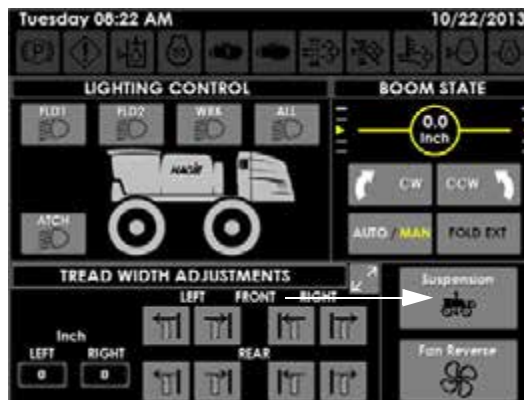 Tuesday 08:22 AM 10/22/2013
(P)
LIGHTING CONTROL
BOOM STATE
FLD1 FLD2 WRK ALL
0.0
Inch
CW CCW
ATCH
AUTO / MAN FOLD EXT
TREAD WIDTH ADJUSTMENTS
Suspension
LEFT FRONT RIGHT
Inch
LEFT RIGHT
REAR
Fan Reverse
0 0